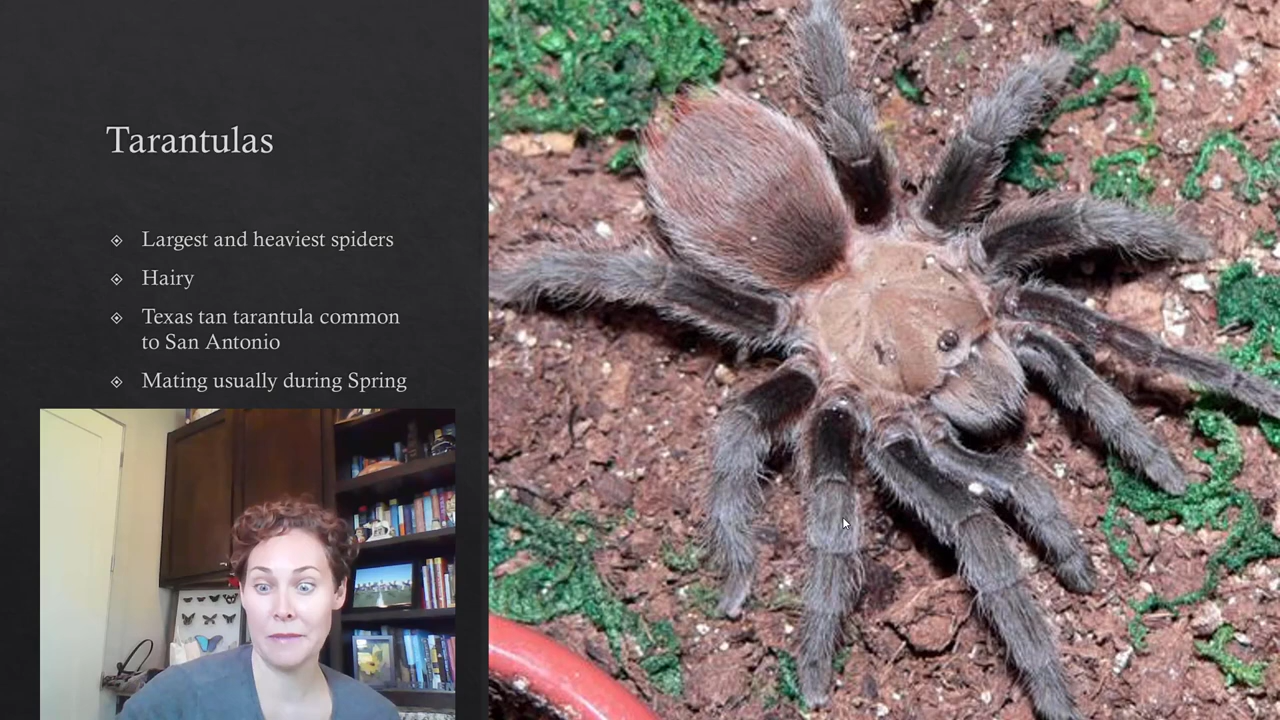 Tarantulas
Largest and heaviest spiders
Hairy
Texas tan tarantula common
to San Antonio
Mating usually during Spring